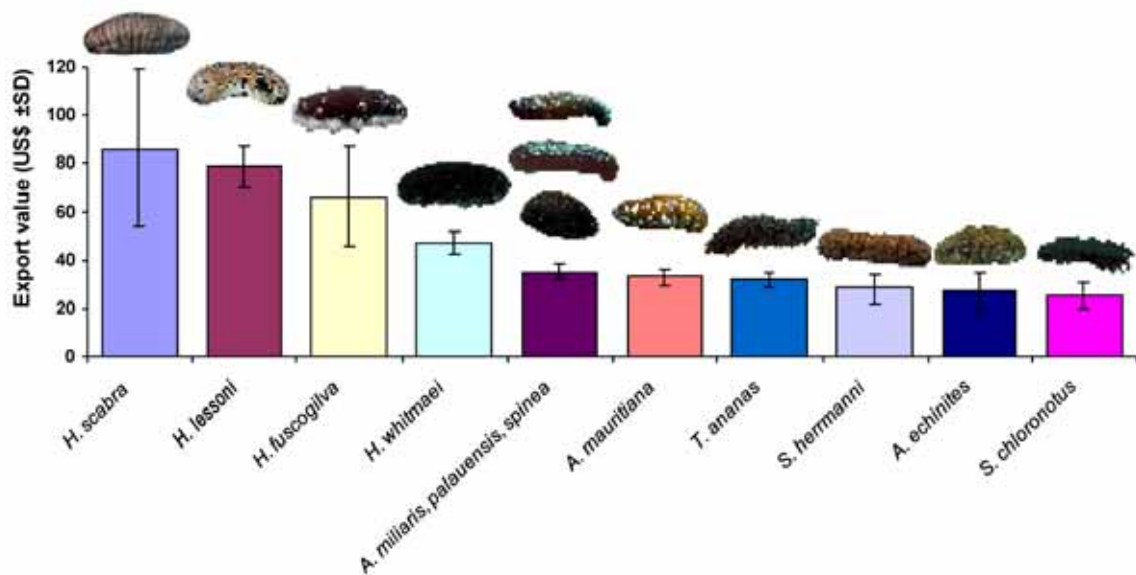 Export value (US$ ±SD)
120
100
80
60
40
20
0
H. scabra
H. lessoni
H. fuscogilva
H. whitmaei
A. miliaris, palauensis, spinea
A. mauritiana
T. ananas
S. herrmanni
A. echinites
S. chloronotus